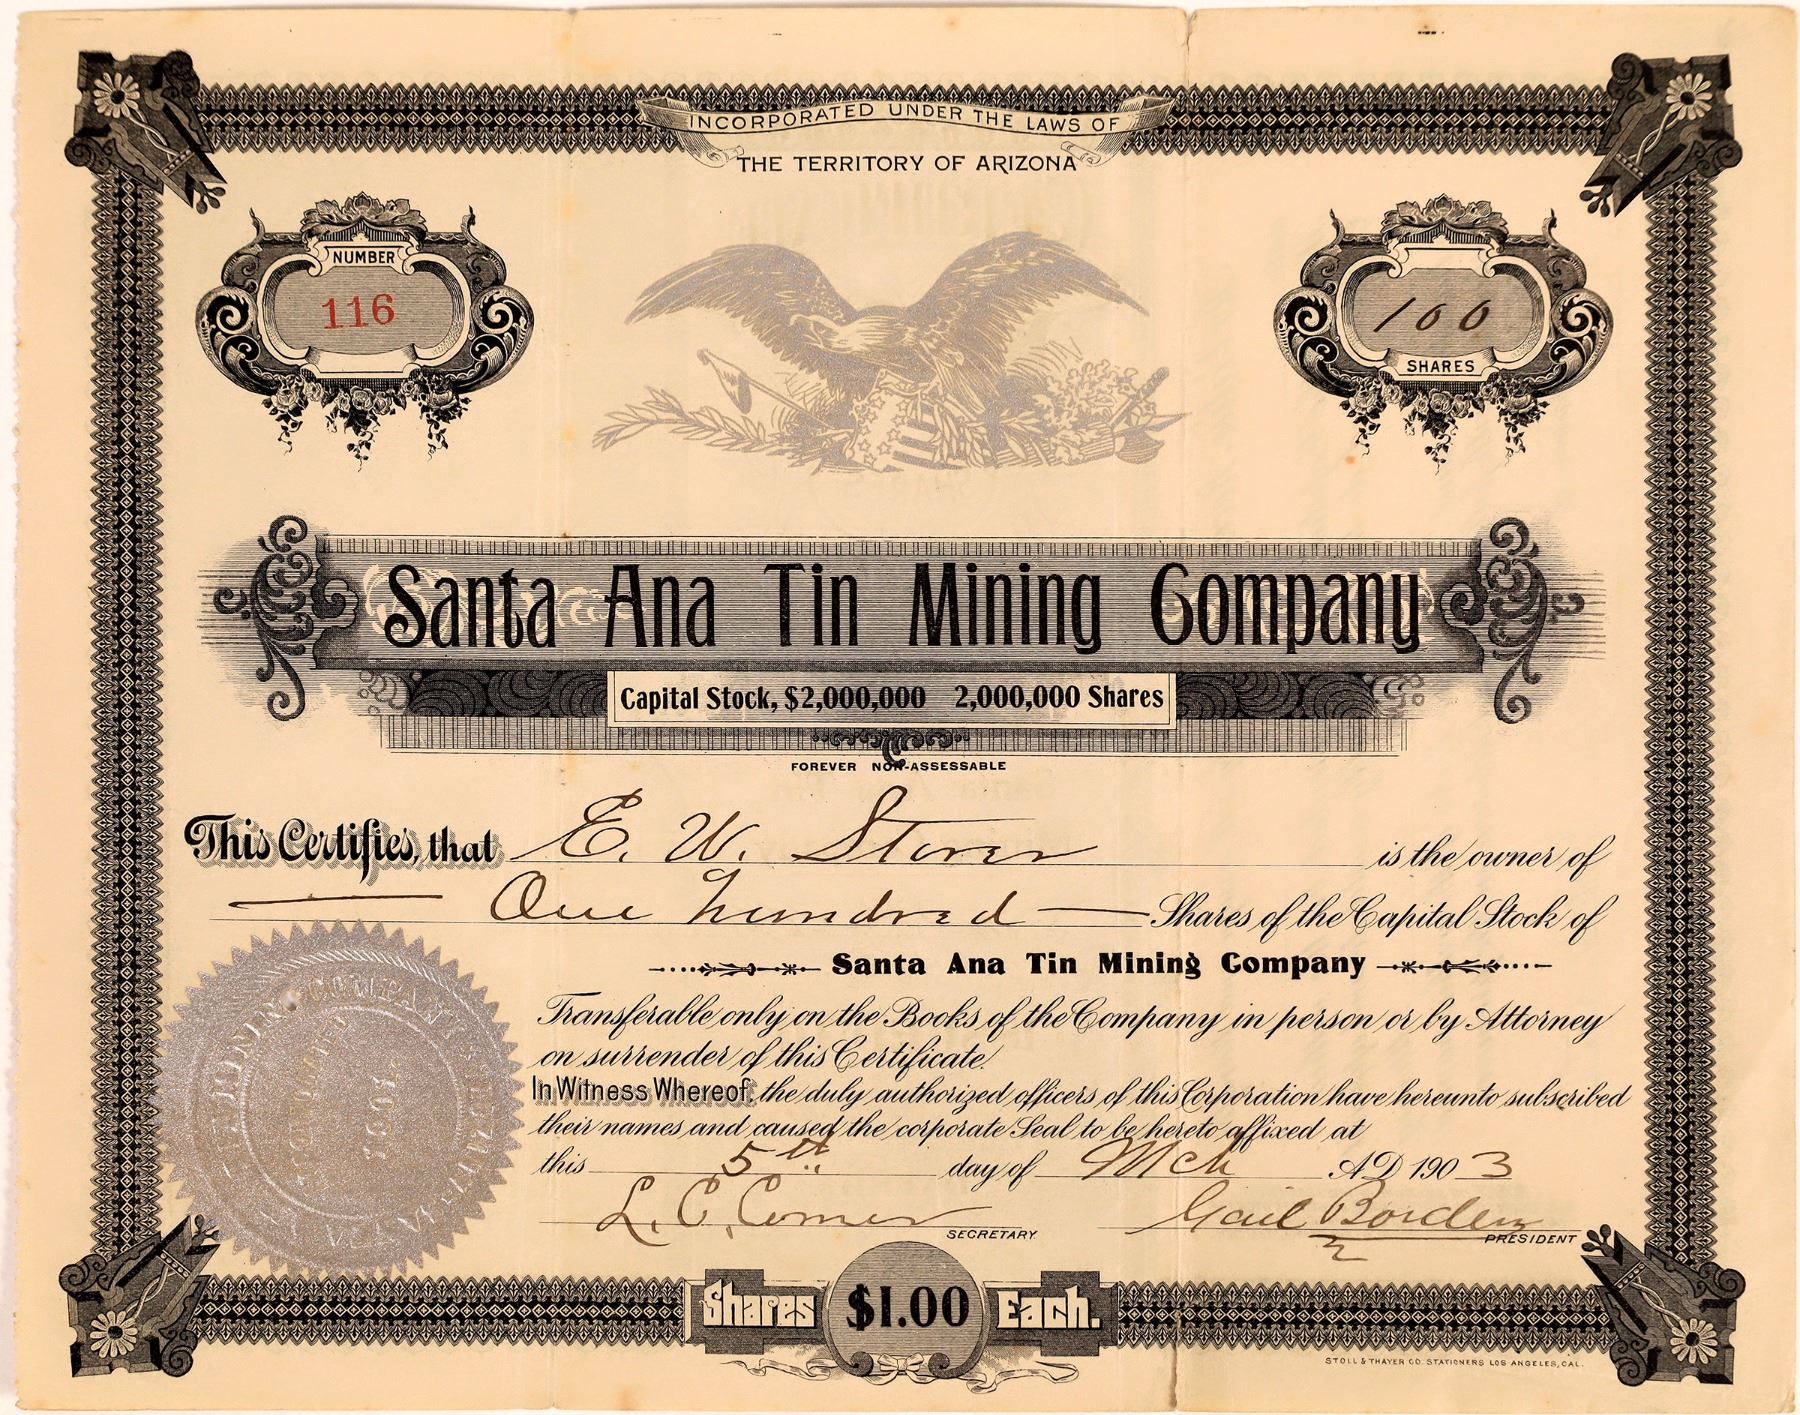 INCORPORATED UNDER THE LAWS OF
THE TERRITORY OF ARIZONA
NUMBER
116
100
SHARES
Santa Ana Tin Mining Company
Capital Stock, $2,000,000 2,000,000 Shares
FOREVER NON-ASSESSABLE
This Certifies, that E. W. Storer is the owner of
One hundred Shares of the Capital Stock of
Santa Ana Tin Mining Company
Transferable only on the Books of the Company in person or by Attorney
on surrender of this Certificate.
In Witness Whereof, the duly authorized officers of this Corporation have hereunto subscribed
their names and caused the corporate Seal to be hereto affixed at
this 5th day of Mch A.D. 1903
L. C. Comer SECRETARY
Gail Borden PRESIDENT
MINING COMPANY
1901
Shares $1.00 Each.
STOLL & THAYER CO. STATIONERS LOS ANGELES, CAL.